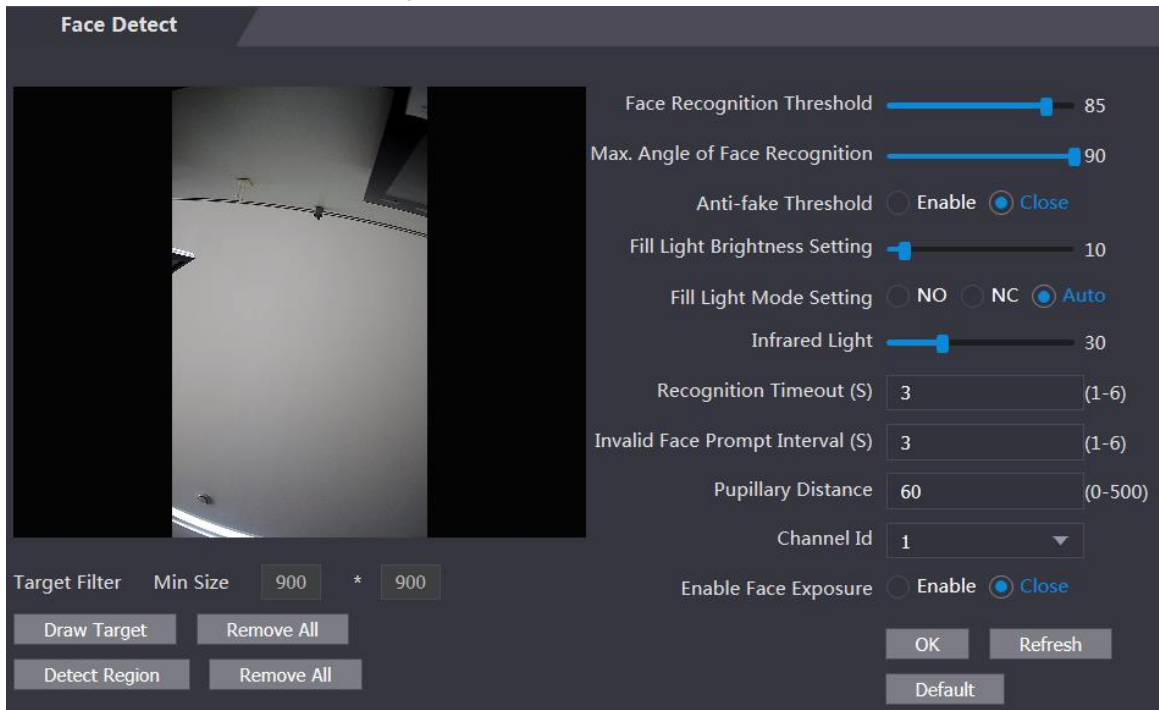 Face Detect
Face Recognition Threshold 85
Max. Angle of Face Recognition 90
Anti-fake Threshold Enable Close
Fill Light Brightness Setting 10
Fill Light Mode Setting NO NC Auto
Infrared Light 30
Recognition Timeout (S) 3 (1-6)
Invalid Face Prompt Interval (S) 3 (1-6)
Pupillary Distance 60 (0-500)
Channel Id 1
Enable Face Exposure Enable Close
OK Refresh
Default
Target Filter Min Size 900 * 900
Draw Target Remove All
Detect Region Remove All